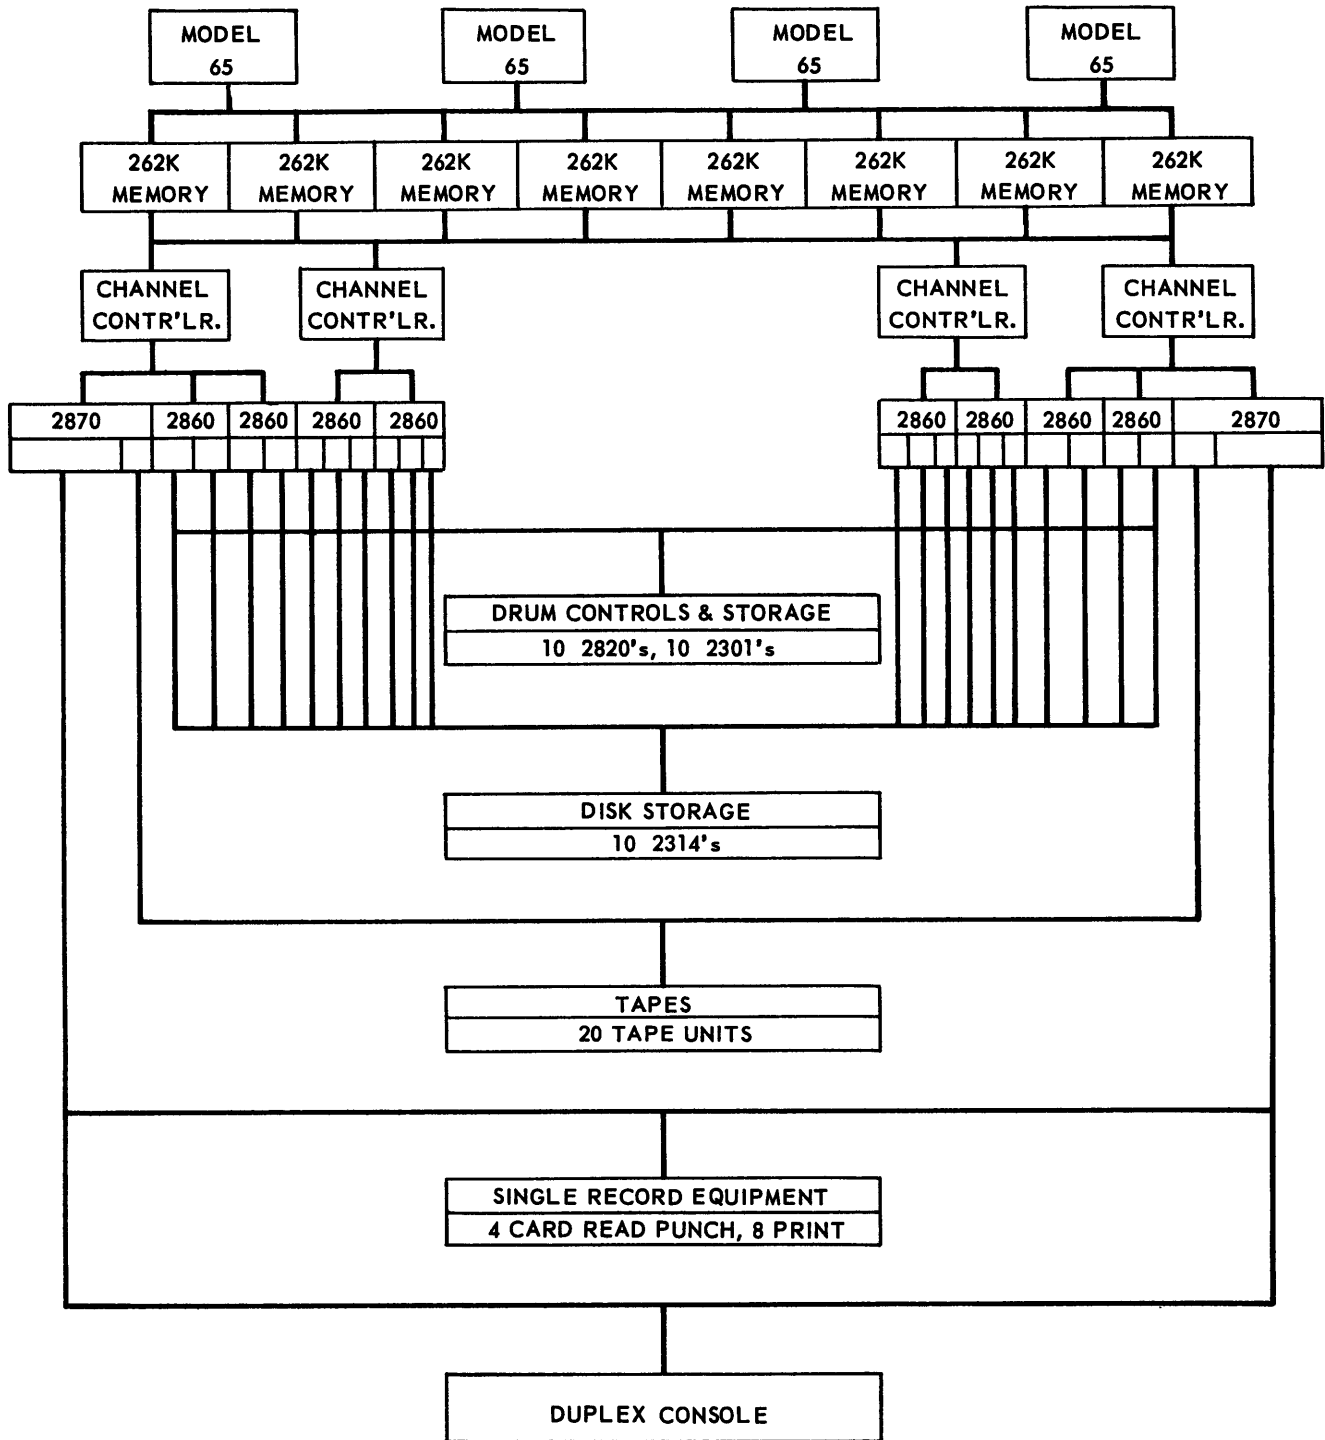 MODEL
65
MODEL
65
MODEL
65
MODEL
65
262K
MEMORY
262K
MEMORY
262K
MEMORY
262K
MEMORY
262K
MEMORY
262K
MEMORY
262K
MEMORY
262K
MEMORY
CHANNEL
CONTR'LR.
CHANNEL
CONTR'LR.
CHANNEL
CONTR'LR.
CHANNEL
CONTR'LR.
2870
2860
2860
2860
2860
2860
2860
2860
2860
2870
DRUM CONTROLS & STORAGE
10 2820's, 10 2301's
DISK STORAGE
10 2314's
TAPES
20 TAPE UNITS
SINGLE RECORD EQUIPMENT
4 CARD READ PUNCH, 8 PRINT
DUPLEX CONSOLE